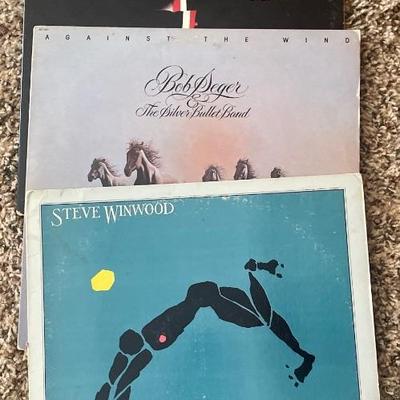 AGAINST THE WIND
Bob Seger
&
The Silver Bullet Band
STEVE WINWOOD